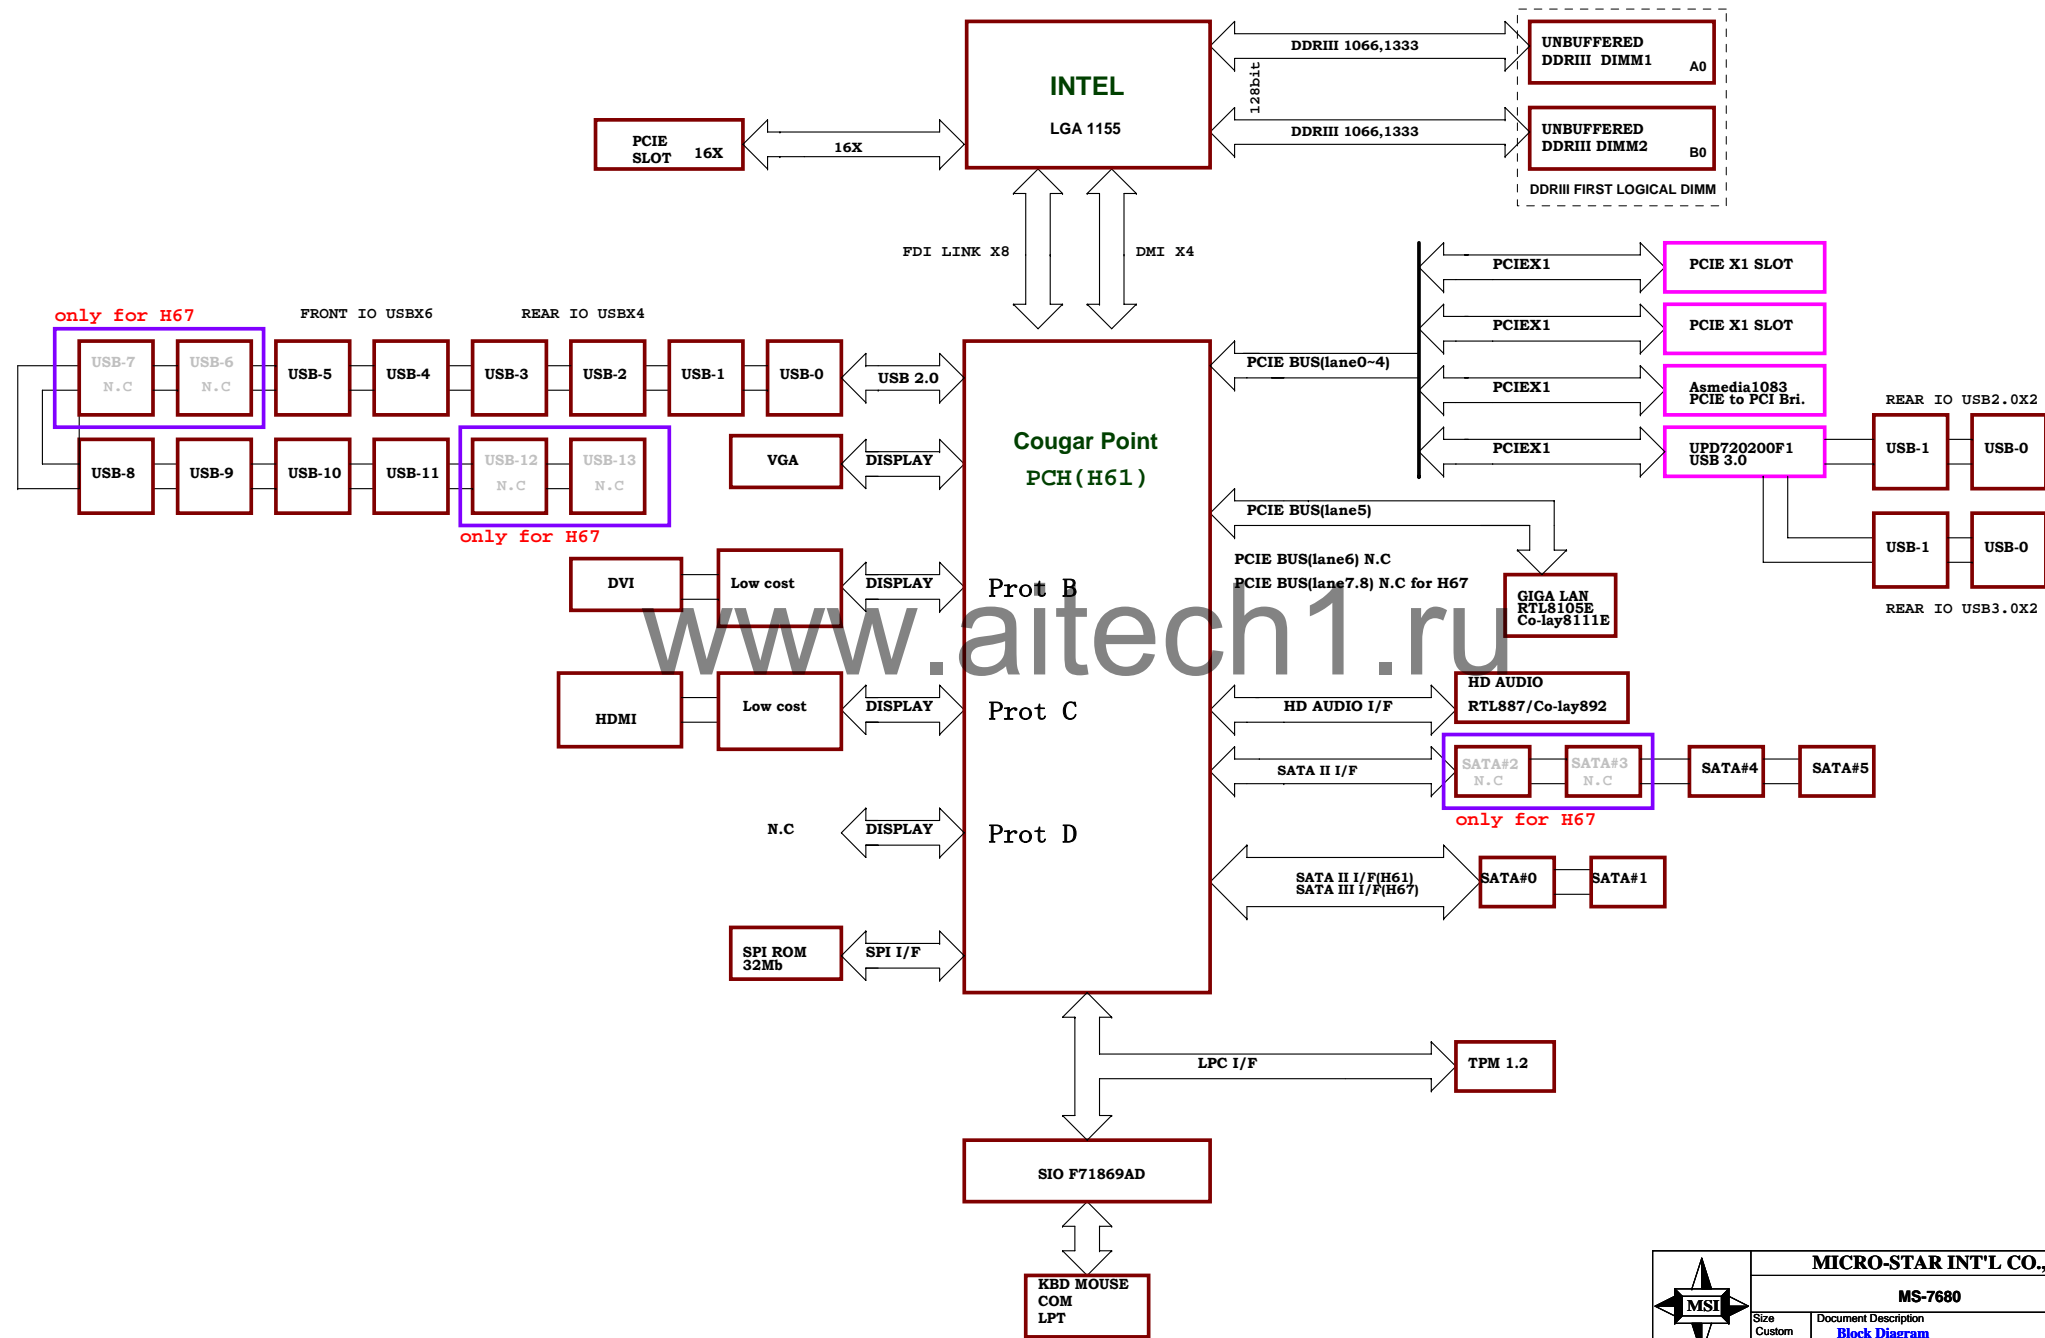 INTEL
LGA 1155
DDRIII 1066,1333
128bit
DDRIII 1066,1333
UNBUFFERED
DDRIII DIMM1
A0
UNBUFFERED
DDRIII DIMM2
B0
DDRIII FIRST LOGICAL DIMM
PCIE
SLOT 16X
16X
FDI LINK X8
DMI X4
only for H67
FRONT IO USBX6
REAR IO USBX4
USB-7
N.C
USB-6
N.C
USB-5
USB-4
USB-3
USB-2
USB-1
USB-0
USB 2.0
USB-8
USB-9
USB-10
USB-11
USB-12
N.C
USB-13
N.C
only for H67
VGA
DISPLAY
Cougar Point
PCH(H61)
PCIE BUS(lane0~4)
PCIEX1
PCIE X1 SLOT
PCIEX1
PCIE X1 SLOT
PCIEX1
Asmedia1083
PCIE to PCI Bri.
PCIEX1
UPD720200F1
USB 3.0
REAR IO USB2.0X2
USB-1
USB-0
USB-1
USB-0
REAR IO USB3.0X2
PCIE BUS(lane5)
PCIE BUS(lane6) N.C
PCIE BUS(lane7.8) N.C for H67
GIGA LAN
RTL8105E
Co-lay8111E
DVI
Low cost
DISPLAY
Prot B
www.aitech1.ru
HDMI
Low cost
DISPLAY
Prot C
HD AUDIO I/F
HD AUDIO
RTL887/Co-lay892
SATA II I/F
SATA#2
N.C
SATA#3
N.C
SATA#4
SATA#5
only for H67
N.C
DISPLAY
Prot D
SATA II I/F(H61)
SATA III I/F(H67)
SATA#0
SATA#1
SPI ROM
32Mb
SPI I/F
LPC I/F
TPM 1.2
SIO F71869AD
KBD MOUSE
COM
LPT
MSI
MICRO-STAR INT'L CO.,
MS-7680
Size
Custom
Document Description
Block Diagram